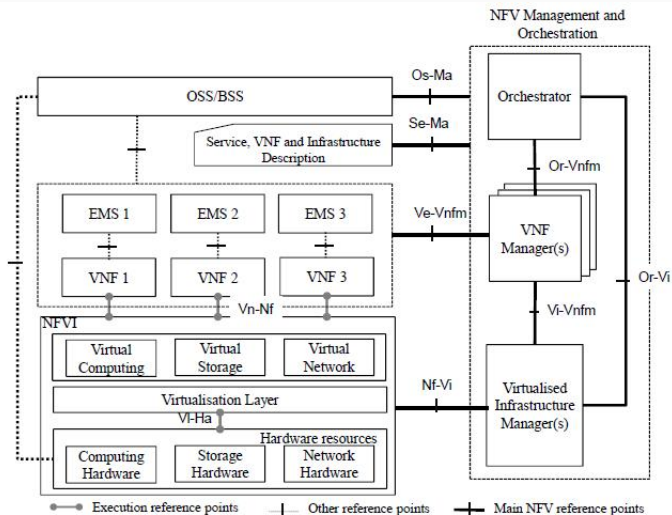 NFV Management and
Orchestration
Os-Ma
OSS/BSS
Orchestrator
Se-Ma
Service, VNF and Infrastructure
Description
Or-Vnfm
EMS 1
EMS 2
EMS 3
Ve-Vnfm
VNF
Manager(s)
VNF 1
VNF 2
VNF 3
Or-Vi
Vn-Nf
NFVI
Vi-Vnfm
Virtual
Computing
Virtual
Storage
Virtual
Network
Nf-Vi
Virtualised
Infrastructure
Manager(s)
Virtualisation Layer
Vl-Ha
Hardware resources
Computing
Hardware
Storage
Hardware
Network
Hardware
Execution reference points
Other reference points
Main NFV reference points